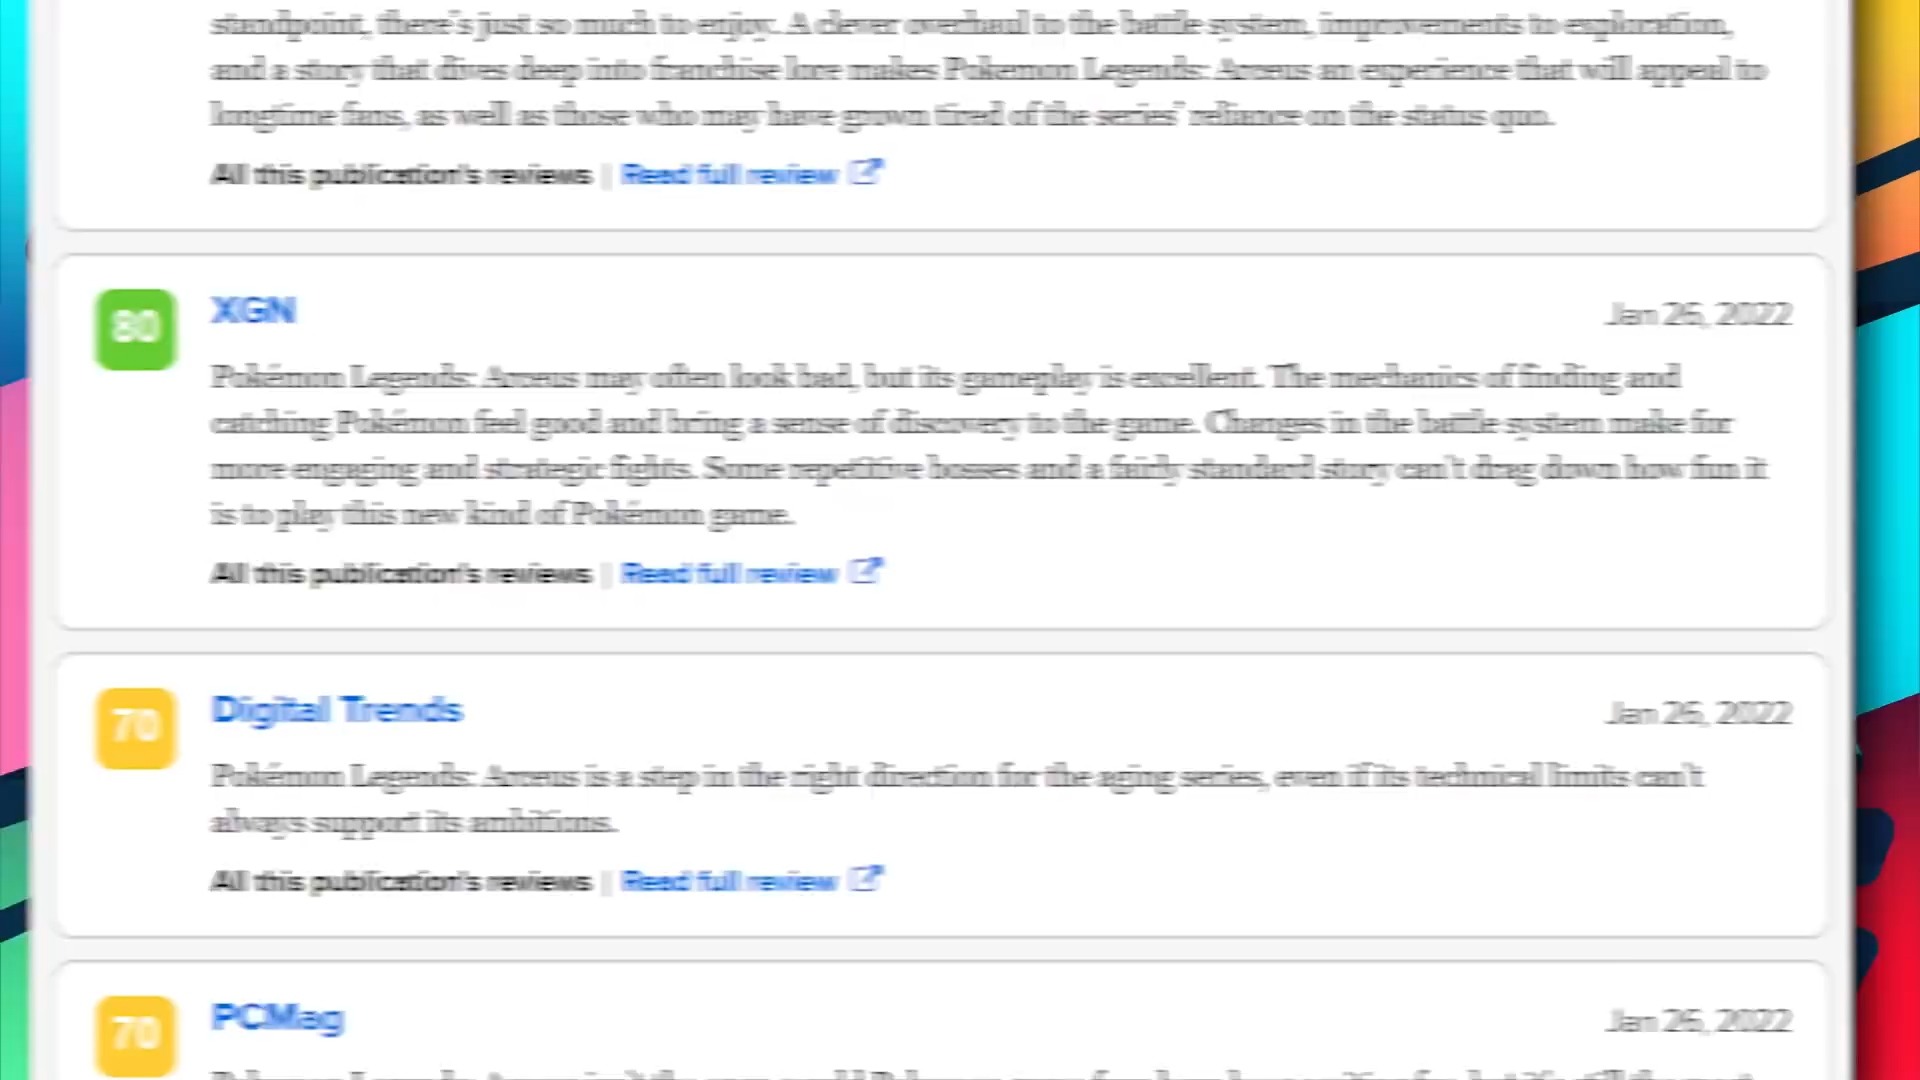 standpoint, there's just so much to enjoy. A clever overhaul to the battle system, improvements to exploration,
and a story that dives deep into franchise lore makes Pokemon Legends: Arceus an experience that will appeal to
longtime fans, as well as those who may have grown tired of the series' reliance on the status quo.
All this publication's reviews | Read full review
80
XGN
Jan 26, 2022
Pokémon Legends: Arceus may often look bad, but its gameplay is excellent. The mechanics of finding and
catching Pokémon feel good and bring a sense of discovery to the game. Changes in the battle system make for
more engaging and strategic fights. Some repetitive bosses and a fairly standard story can't drag down how fun it
is to play this new kind of Pokémon game.
All this publication's reviews | Read full review
70
Digital Trends
Jan 26, 2022
Pokémon Legends: Arceus is a step in the right direction for the aging series, even if its technical limits can't
always support its ambitions.
All this publication's reviews | Read full review
70
PCMag
Jan 26, 2022